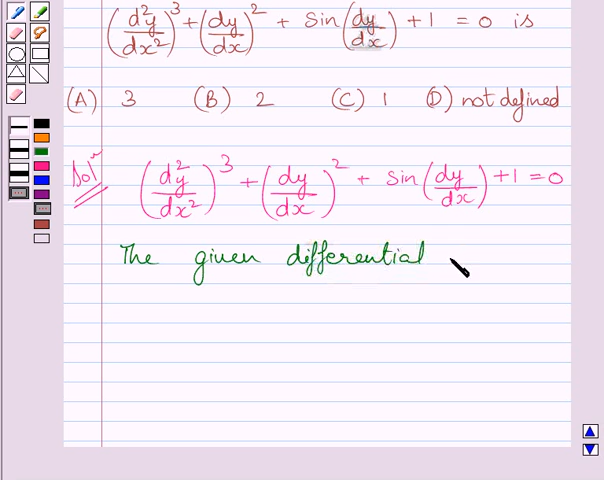 (d²y/dx²)³ + (dy/dx)² + Sin(dy/dx) + 1 = 0 is
(A) 3 (B) 2 (C) 1 (D) not defined
Solⁿ (d²y/dx²)³ + (dy/dx)² + Sin(dy/dx) + 1 = 0
The given differential